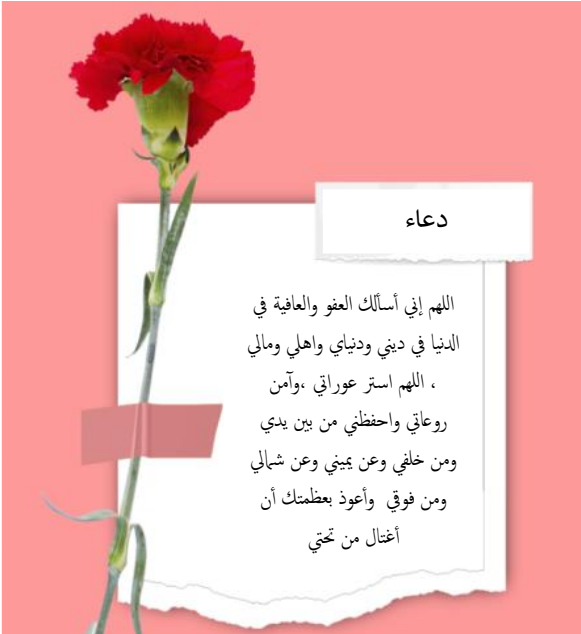 دعاء
اللهم إني أسألك العفو والعافية في
الدنيا في ديني ودنياي واهلي ومالي
، اللهم استر عوراتي ،وآمن
روعاتي واحفظني من بين يدي
ومن خلفي وعن يميني وعن شمالي
ومن فوقي وأعوذ بعظمتك أن
أغتال من تحتي